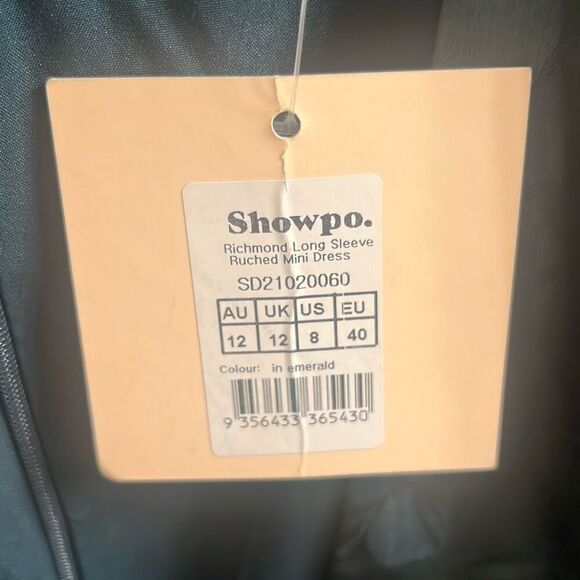 Showpo.
Richmond Long Sleeve
Ruched Mini Dress
SD21020060
AU UK US EU
12 12 8 40
Colour: in emerald
9 356433 365430